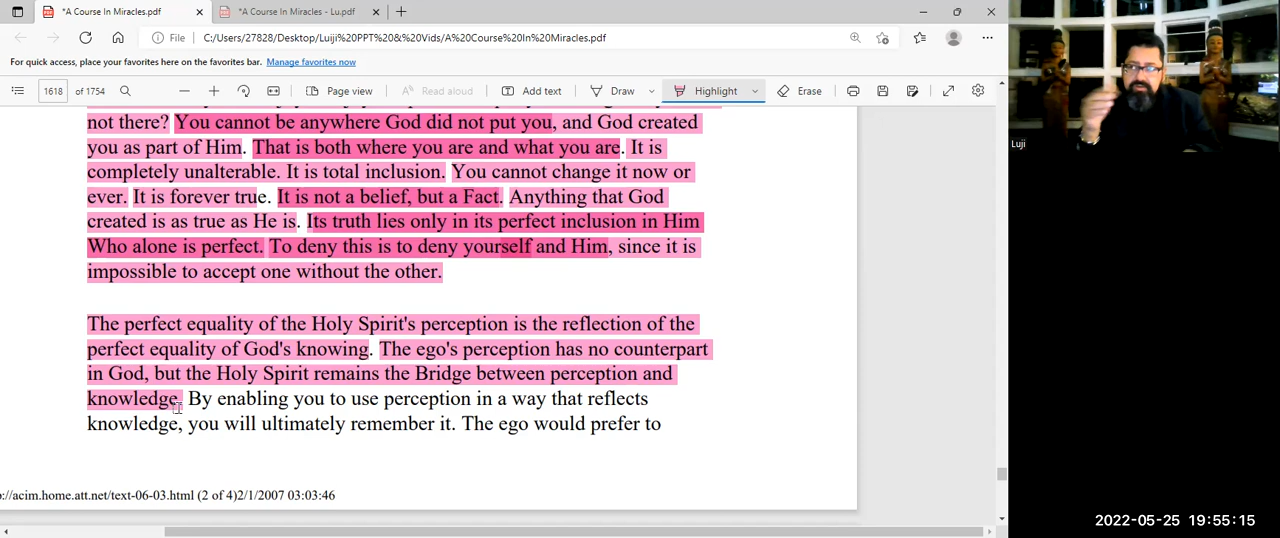 *A Course In Miracles.pdf
*A Course In Miracles - Lu.pdf
File C:/Users/27828/Desktop/Luiji%20PPT%20&%20Vids/A%20Course%20In%20Miracles.pdf
For quick access, place your favorites here on the favorites bar. Manage favorites now
1618 of 1754 Page view Read aloud Add text Draw Highlight Erase
not there? You cannot be anywhere God did not put you, and God created
you as part of Him. That is both where you are and what you are. It is
completely unalterable. It is total inclusion. You cannot change it now or
ever. It is forever true. It is not a belief, but a Fact. Anything that God
created is as true as He is. Its truth lies only in its perfect inclusion in Him
Who alone is perfect. To deny this is to deny yourself and Him, since it is
impossible to accept one without the other.
The perfect equality of the Holy Spirit's perception is the reflection of the
perfect equality of God's knowing. The ego's perception has no counterpart
in God, but the Holy Spirit remains the Bridge between perception and
knowledge. By enabling you to use perception in a way that reflects
knowledge, you will ultimately remember it. The ego would prefer to
://acim.home.att.net/text-06-03.html (2 of 4)2/1/2007 03:03:46
Luji
2022-05-25 19:55:15